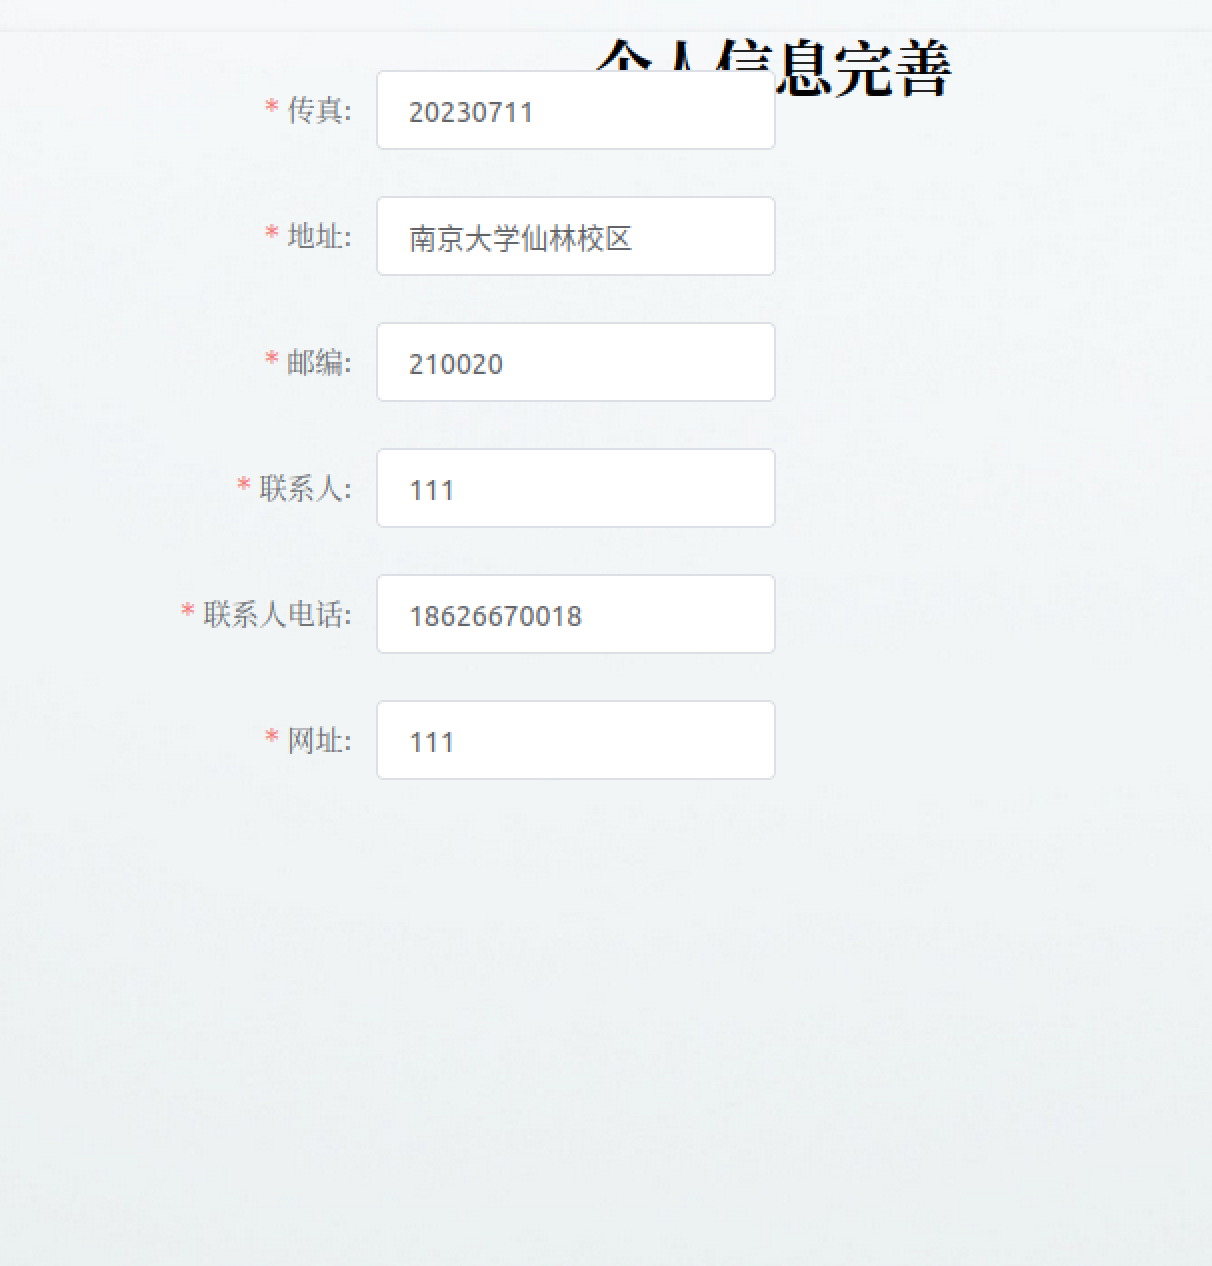 个人信息完善
* 传真: 20230711
* 地址: 南京大学仙林校区
* 邮编: 210020
* 联系人: 111
* 联系人电话: 18626670018
* 网址: 111